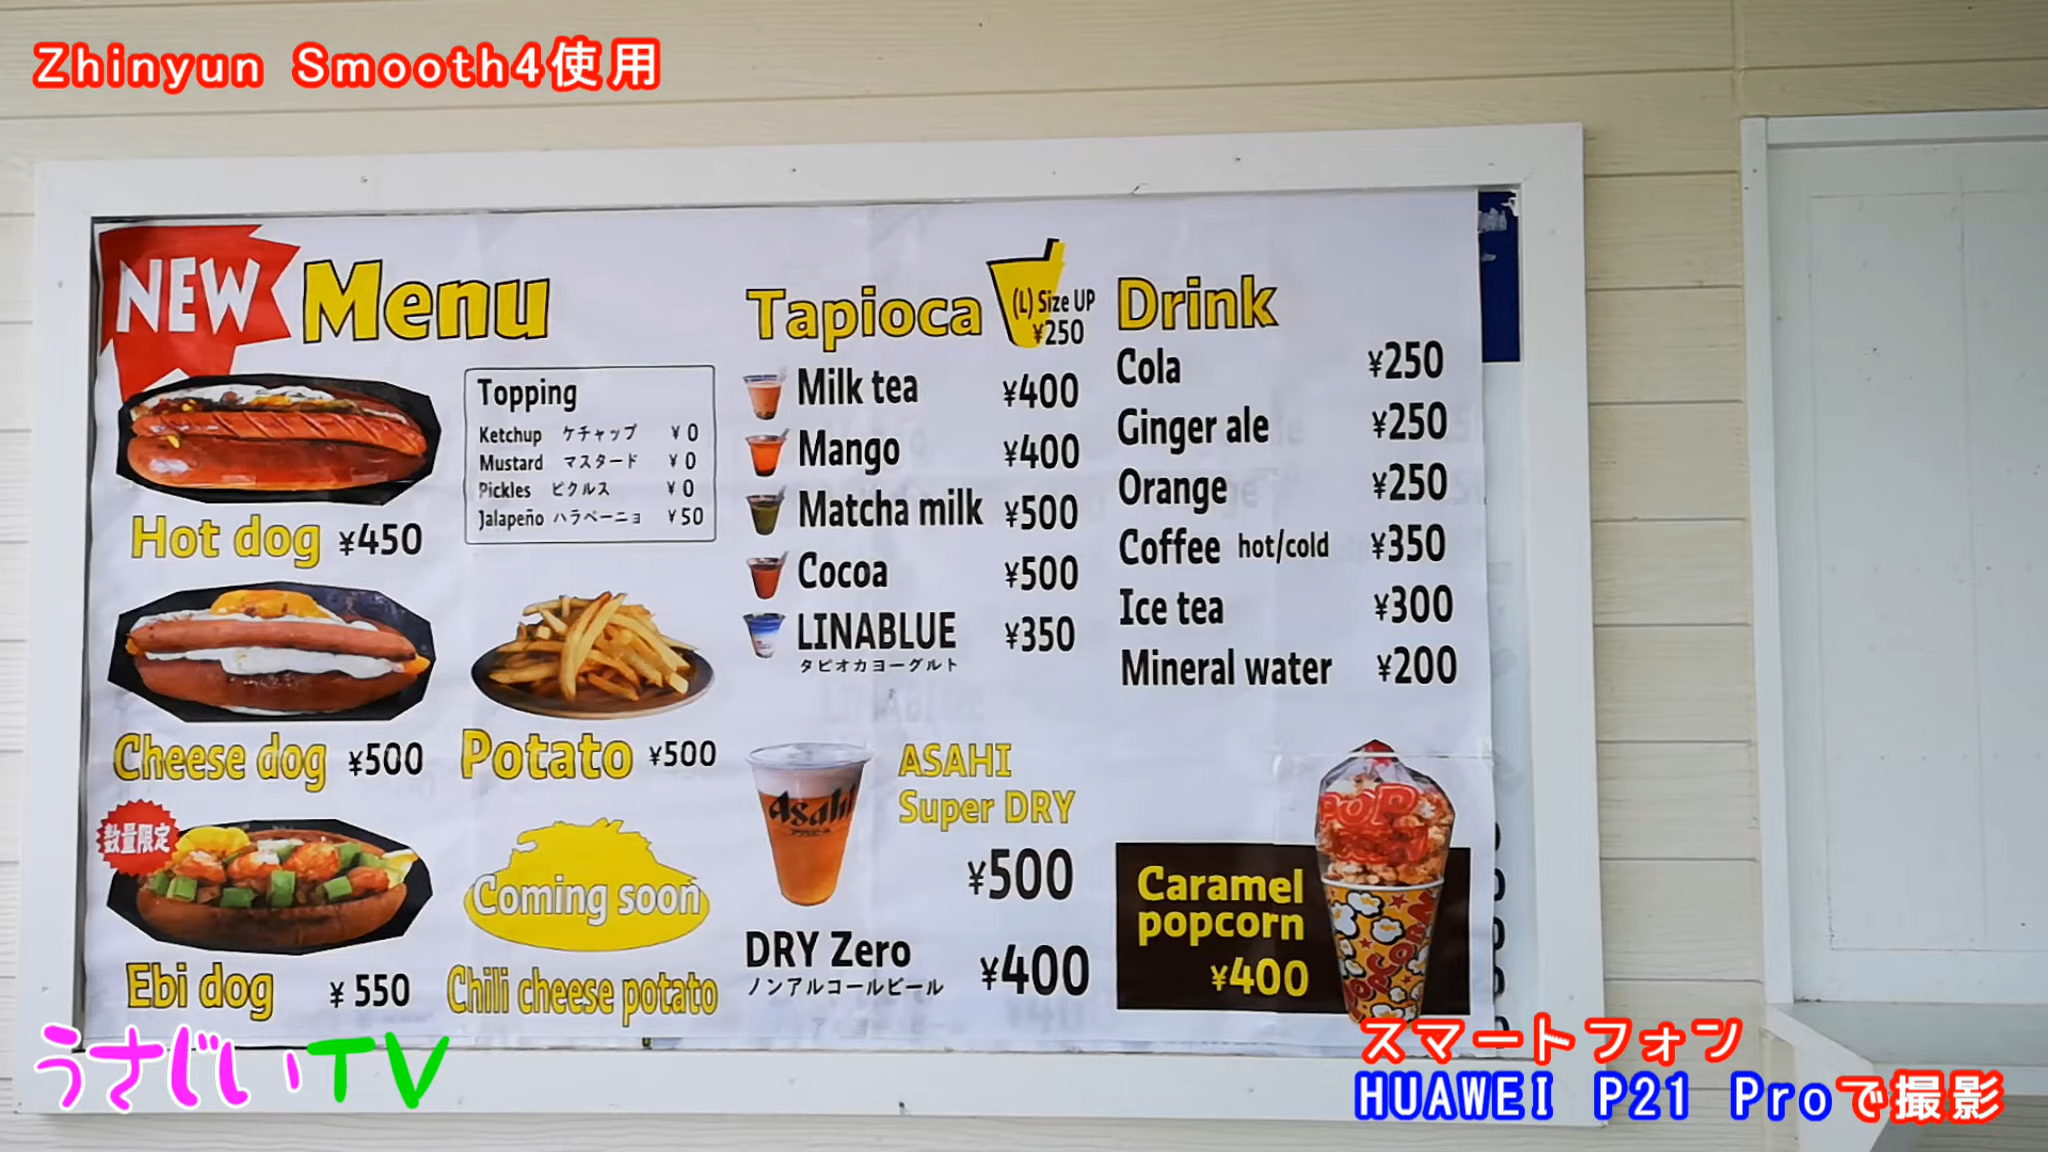 Zhinyun Smooth4使用
NEW Menu
Hot dog ¥450
Topping
Ketchup ケチャップ ¥0
Mustard マスタード ¥0
Pickles ピクルス ¥0
Jalapeño ハラペーニョ ¥50
Cheese dog ¥500
Potato ¥500
数量限定
Ebi dog ¥550
Coming soon
Chili cheese potato
Tapioca
(L) Size UP
¥250
Milk tea ¥400
Mango ¥400
Matcha milk ¥500
Cocoa ¥500
LINABLUE ¥350
タピオカヨーグルト
Asahi
ASAHI
Super DRY
¥500
DRY Zero ¥400
ノンアルコールビール
Drink
Cola ¥250
Ginger ale ¥250
Orange ¥250
Coffee hot/cold ¥350
Ice tea ¥300
Mineral water ¥200
Caramel
popcorn
¥400
POP
POPCORN
うさじいTV
スマートフォン
HUAWEI P21 Proで撮影